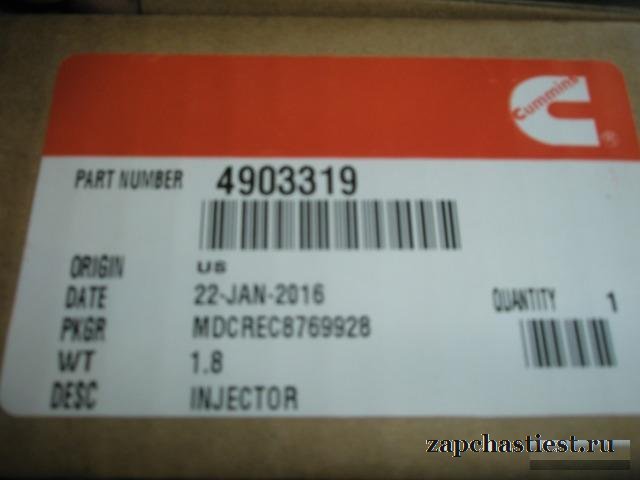 Cummins
®
PART NUMBER 4903319
ORIGIN US
DATE 22-JAN-2016
PKGR MDCREC8769928
QUANTITY 1
WT 1.8
DESC INJECTOR
zapchastiest.ru